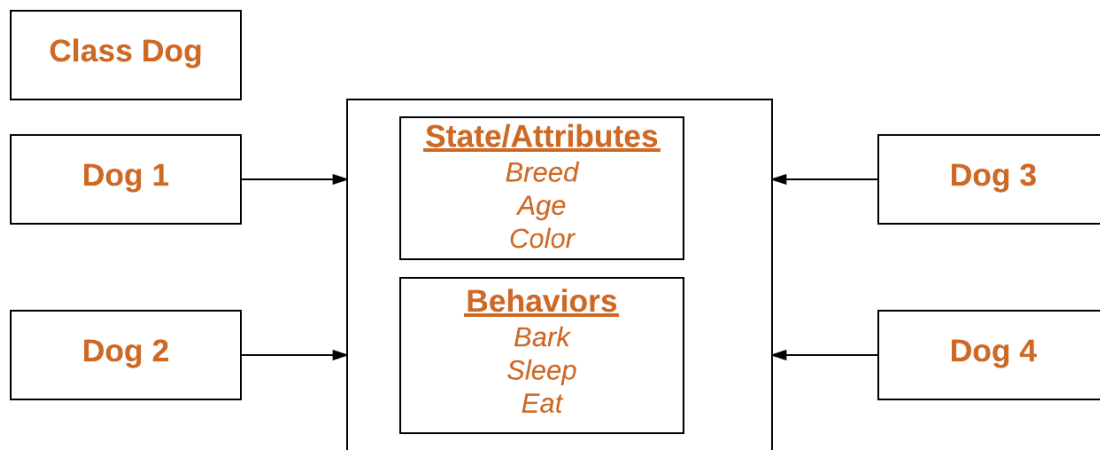 Class Dog
Dog 1
Dog 2
State/Attributes
Breed
Age
Color
Behaviors
Bark
Sleep
Eat
Dog 3
Dog 4